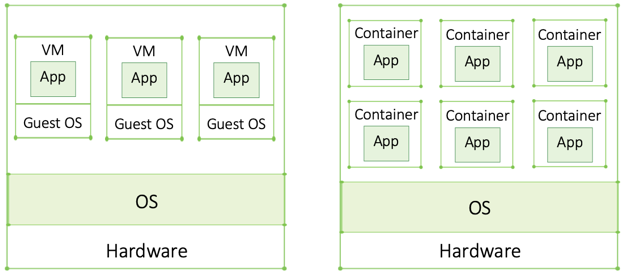 VM VM VM
App App App
Guest OS Guest OS Guest OS
OS
Hardware
Container Container Container
App App App
Container Container Container
App App App
OS
Hardware